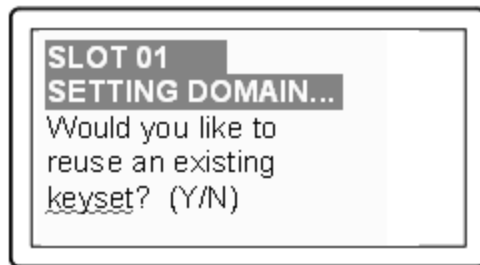 SLOT 01
SETTING DOMAIN...
Would you like to
reuse an existing
keyset? (Y/N)